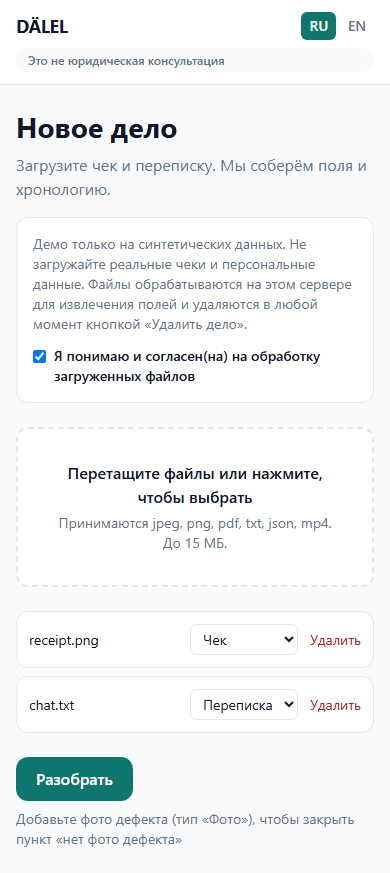 DÄLEL
RU EN
Это не юридическая консультация
Новое дело
Загрузите чек и переписку. Мы соберём поля и
хронологию.
Демо только на синтетических данных. Не
загружайте реальные чеки и персональные
данные. Файлы обрабатываются на этом сервере
для извлечения полей и удаляются в любой
момент кнопкой «Удалить дело».
Я понимаю и согласен(на) на обработку
загруженных файлов
Перетащите файлы или нажмите,
чтобы выбрать
Принимаются jpeg, png, pdf, txt, json, mp4.
До 15 МБ.
receipt.png Чек Удалить
chat.txt Переписка Удалить
Разобрать
Добавьте фото дефекта (тип «Фото»), чтобы закрыть
пункт «нет фото дефекта»